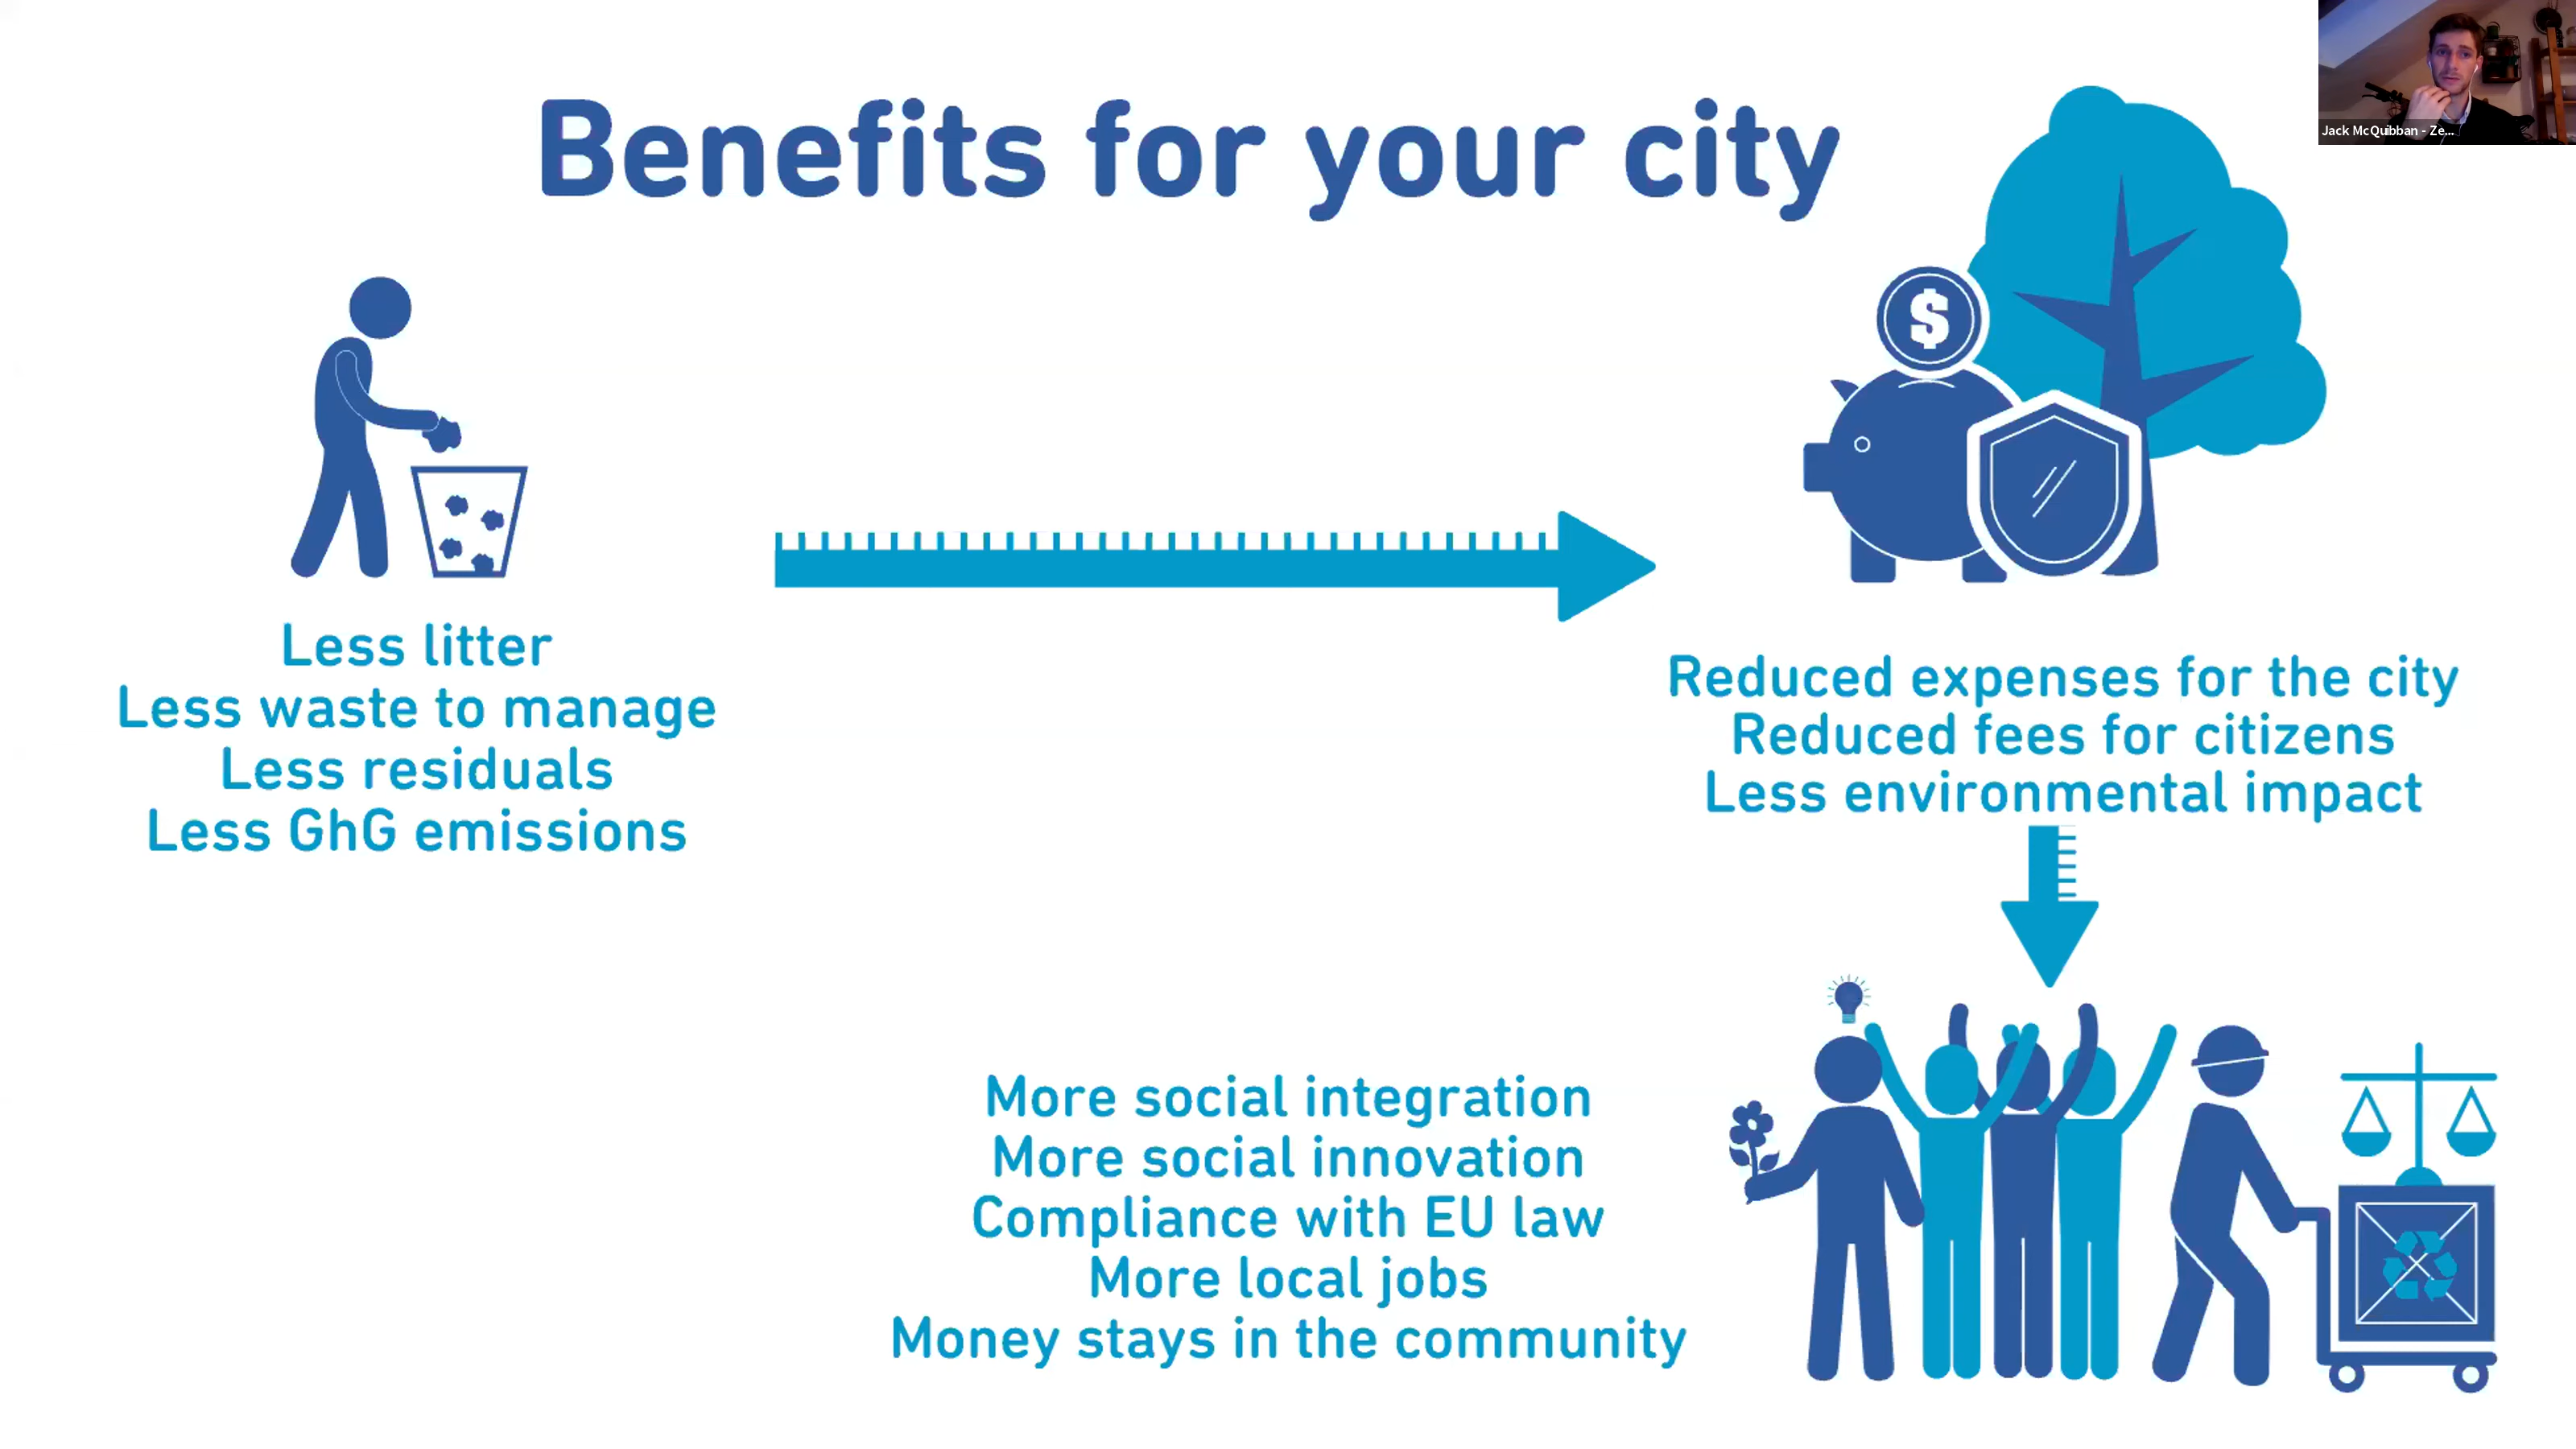 Benefits for your city
Jack McQuibban - Ze...
$
Less litter
Less waste to manage
Less residuals
Less GhG emissions
Reduced expenses for the city
Reduced fees for citizens
Less environmental impact
More social integration
More social innovation
Compliance with EU law
More local jobs
Money stays in the community